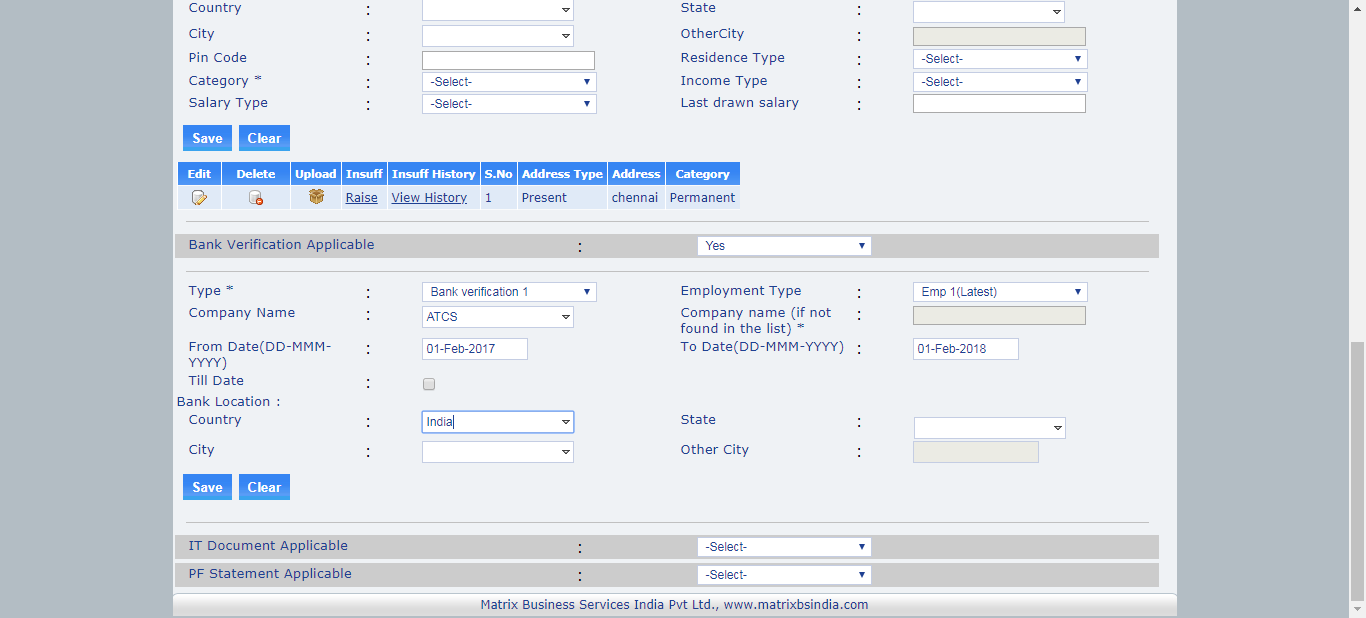 Country : State :
City : OtherCity :
Pin Code : Residence Type : -Select-
Category * : -Select- Income Type : -Select-
Salary Type : -Select- Last drawn salary :
Save Clear
Edit Delete Upload Insuff Insuff History S.No Address Type Address Category
Raise View History 1 Present chennai Permanent
Bank Verification Applicable : Yes
Type * : Bank verification 1 Employment Type : Emp 1(Latest)
Company Name : ATCS Company name (if not
found in the list) * :
From Date(DD-MMM-
YYYY) : 01-Feb-2017 To Date(DD-MMM-YYYY) : 01-Feb-2018
Till Date :
Bank Location :
Country : India State :
City : Other City :
Save Clear
IT Document Applicable : -Select-
PF Statement Applicable : -Select-
Matrix Business Services India Pvt Ltd., www.matrixbsindia.com